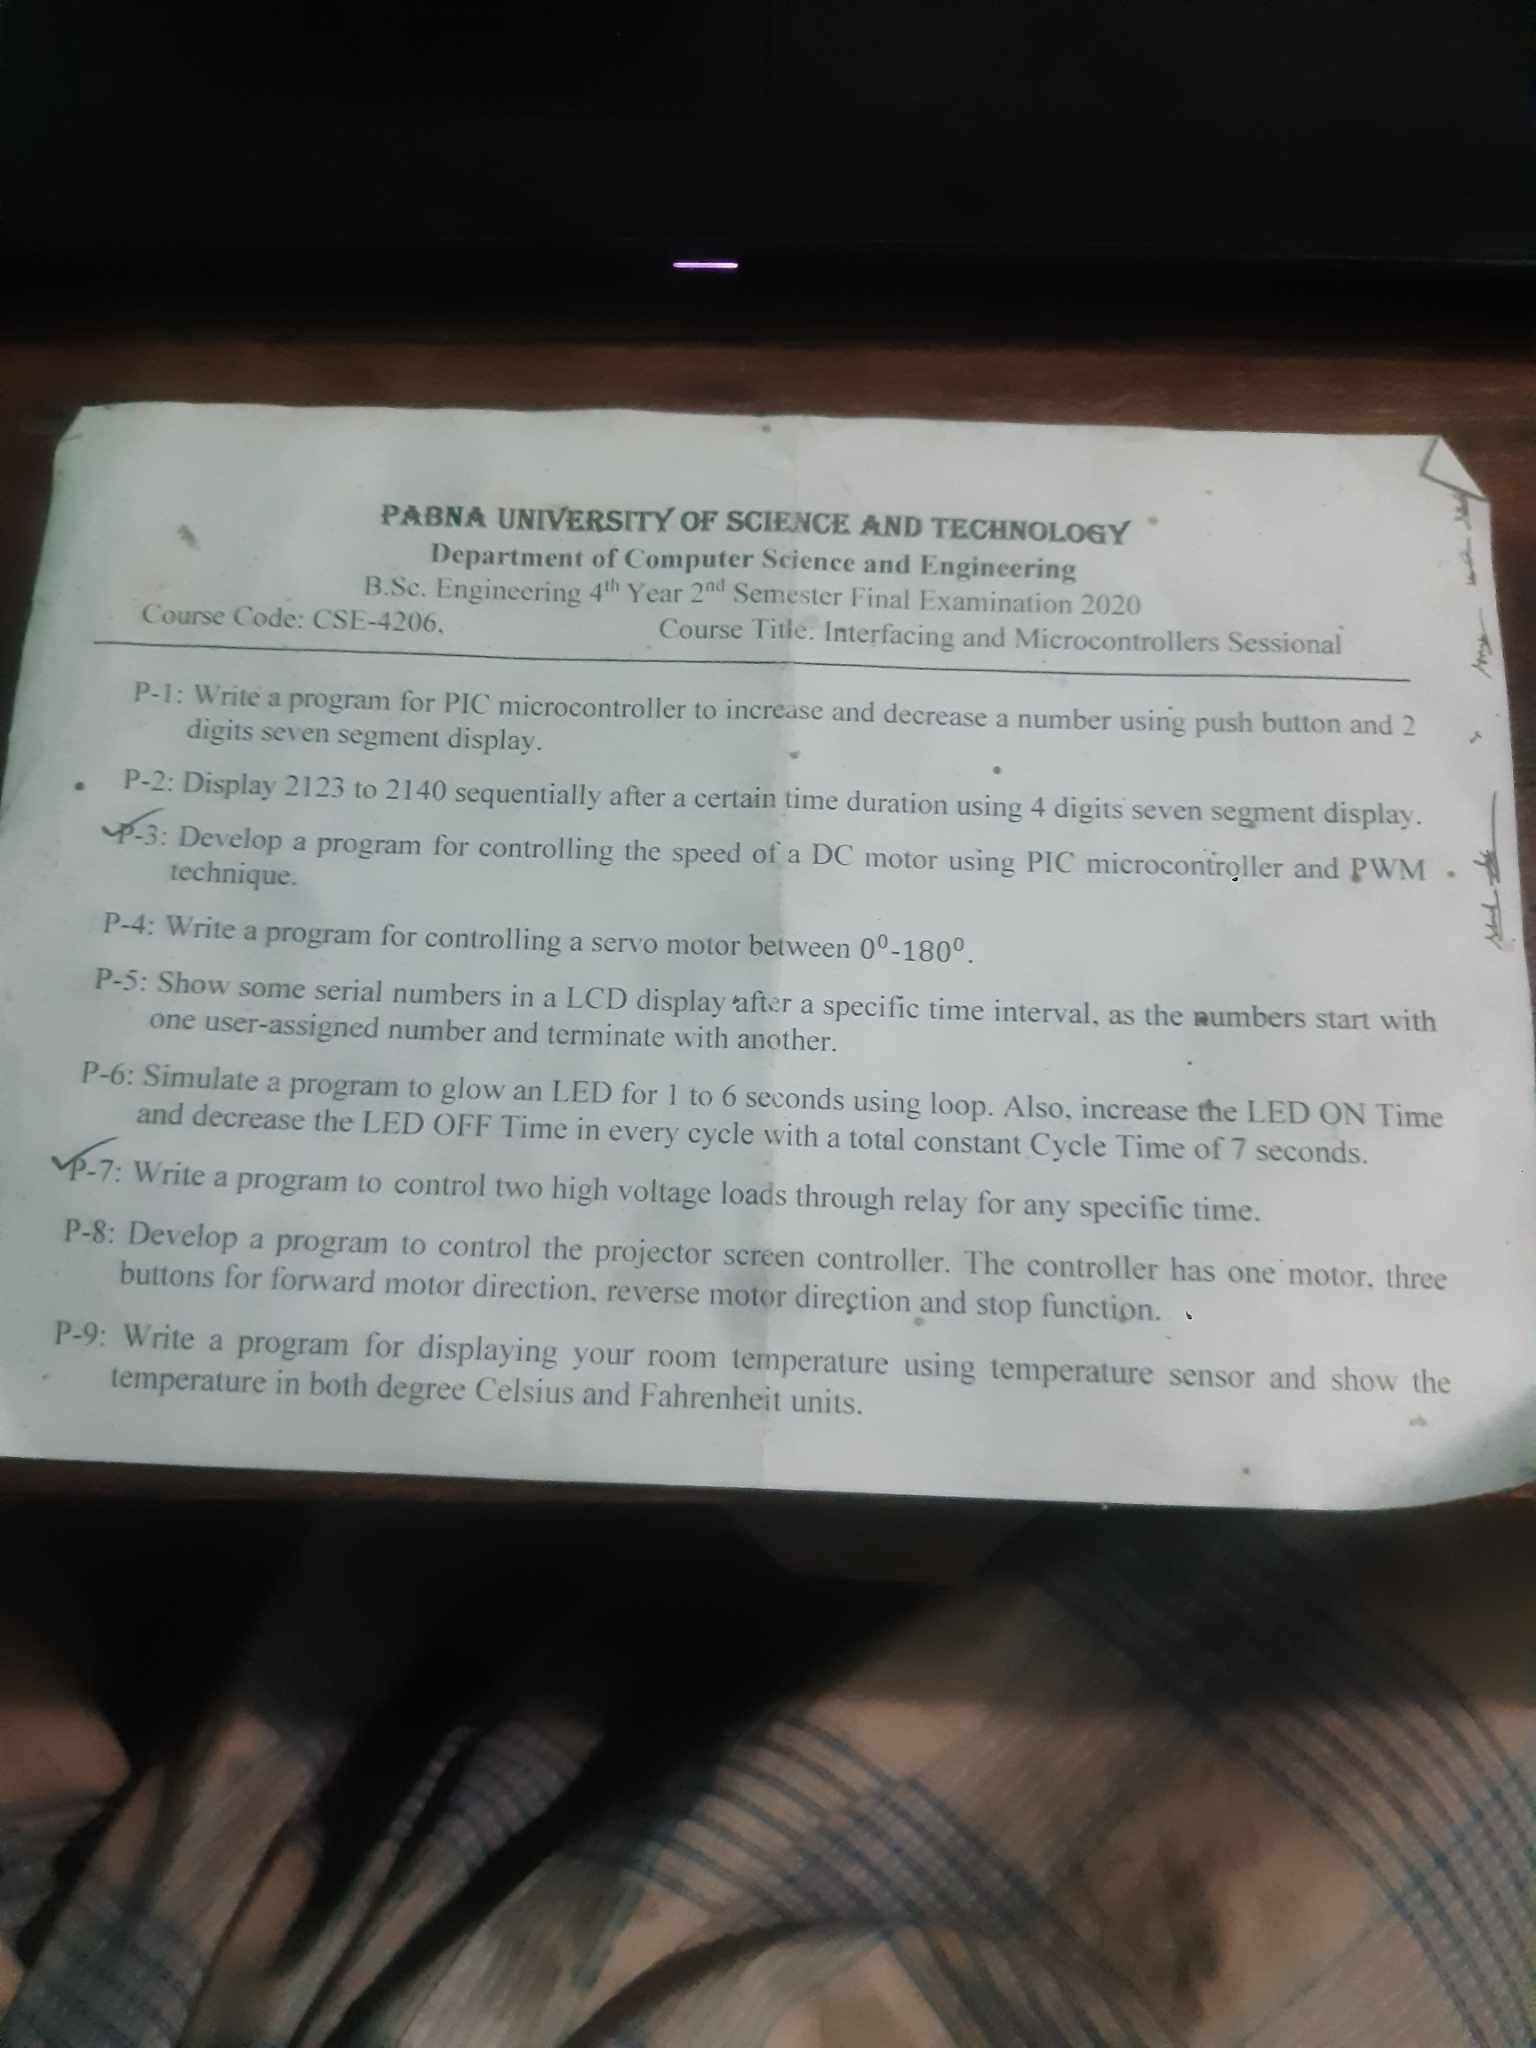 PABNA UNIVERSITY OF SCIENCE AND TECHNOLOGY
Department of Computer Science and Engineering
B.Sc. Engineering 4th Year 2nd Semester Final Examination 2020
Course Code: CSE-4206, Course Title: Interfacing and Microcontrollers Sessional
P-1: Write a program for PIC microcontroller to increase and decrease a number using push button and 2
digits seven segment display.
P-2: Display 2123 to 2140 sequentially after a certain time duration using 4 digits seven segment display.
P-3: Develop a program for controlling the speed of a DC motor using PIC microcontroller and PWM
technique.
P-4: Write a program for controlling a servo motor between 0⁰-180⁰.
P-5: Show some serial numbers in a LCD display after a specific time interval, as the numbers start with
one user-assigned number and terminate with another.
P-6: Simulate a program to glow an LED for 1 to 6 seconds using loop. Also, increase the LED ON Time
and decrease the LED OFF Time in every cycle with a total constant Cycle Time of 7 seconds.
P-7: Write a program to control two high voltage loads through relay for any specific time.
P-8: Develop a program to control the projector screen controller. The controller has one motor, three
buttons for forward motor direction, reverse motor direction and stop function.
P-9: Write a program for displaying your room temperature using temperature sensor and show the
temperature in both degree Celsius and Fahrenheit units.